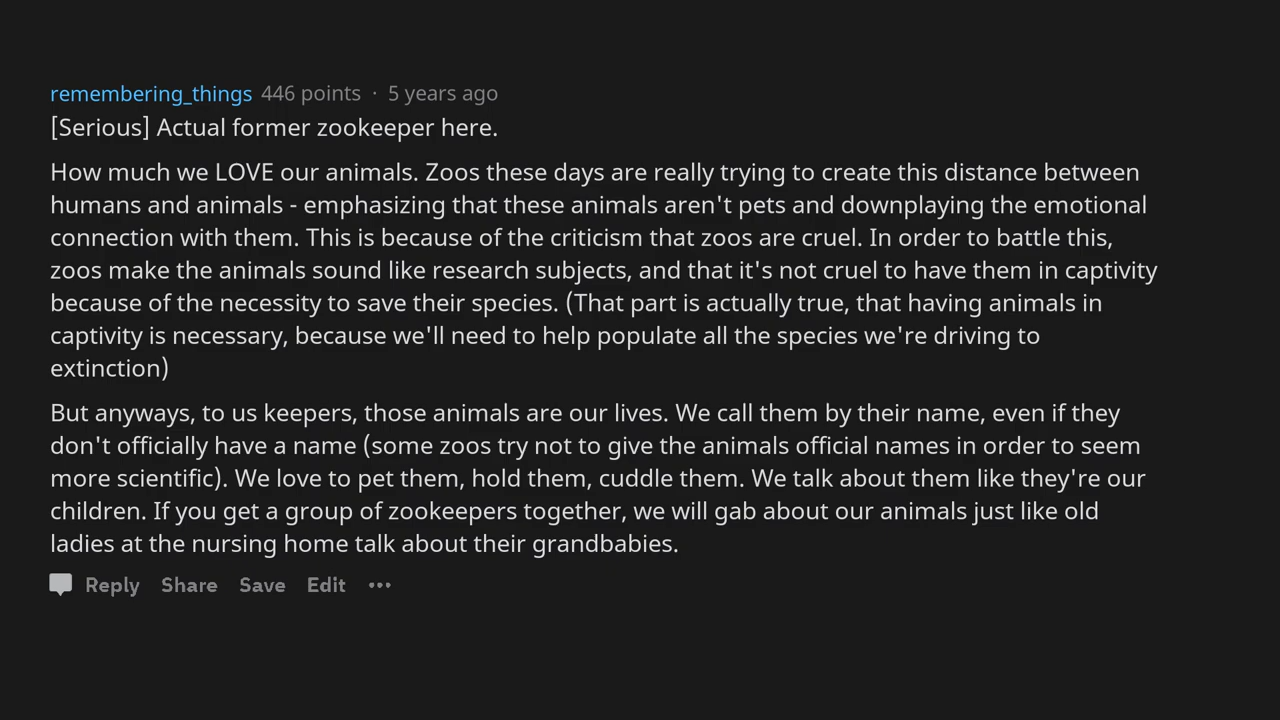 remembering_things 446 points · 5 years ago
[Serious] Actual former zookeeper here.
How much we LOVE our animals. Zoos these days are really trying to create this distance between
humans and animals - emphasizing that these animals aren't pets and downplaying the emotional
connection with them. This is because of the criticism that zoos are cruel. In order to battle this,
zoos make the animals sound like research subjects, and that it's not cruel to have them in captivity
because of the necessity to save their species. (That part is actually true, that having animals in
captivity is necessary, because we'll need to help populate all the species we're driving to
extinction)
But anyways, to us keepers, those animals are our lives. We call them by their name, even if they
don't officially have a name (some zoos try not to give the animals official names in order to seem
more scientific). We love to pet them, hold them, cuddle them. We talk about them like they're our
children. If you get a group of zookeepers together, we will gab about our animals just like old
ladies at the nursing home talk about their grandbabies.
Reply Share Save Edit ···